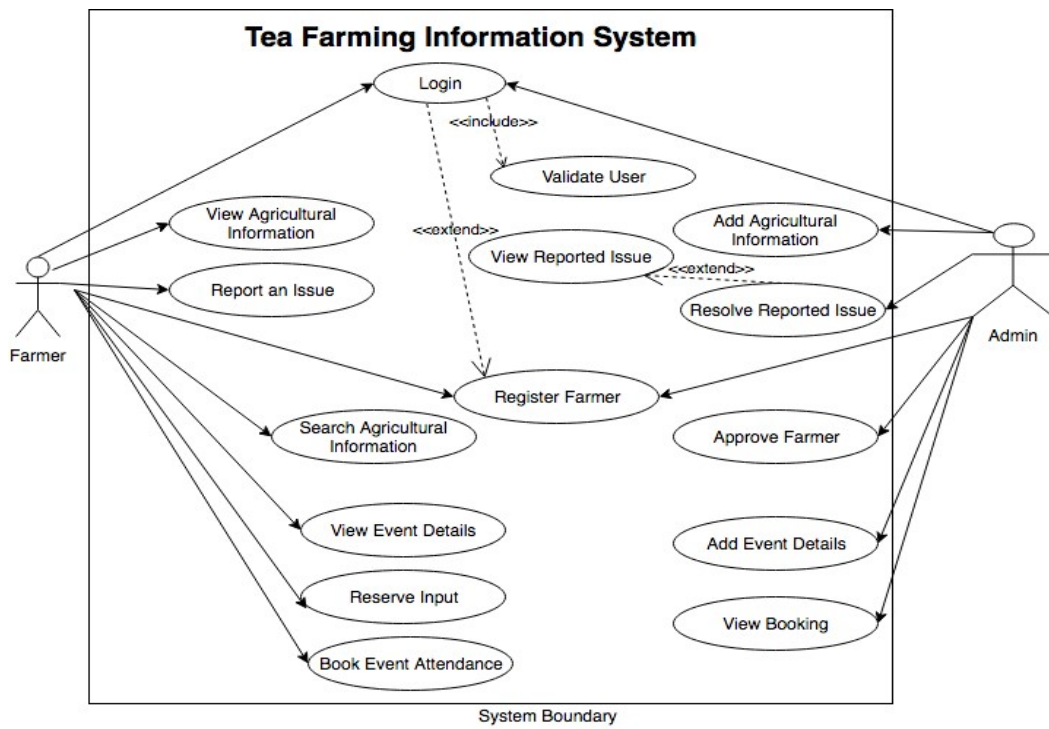 Tea Farming Information System
Login
<<include>>
Validate User
View Agricultural
Information
Add Agricultural
Information
<<extend>>
View Reported Issue
<<extend>>
Report an Issue
Resolve Reported Issue
Farmer
Admin
Register Farmer
Search Agricultural
Information
Approve Farmer
View Event Details
Add Event Details
Reserve Input
View Booking
Book Event Attendance
System Boundary